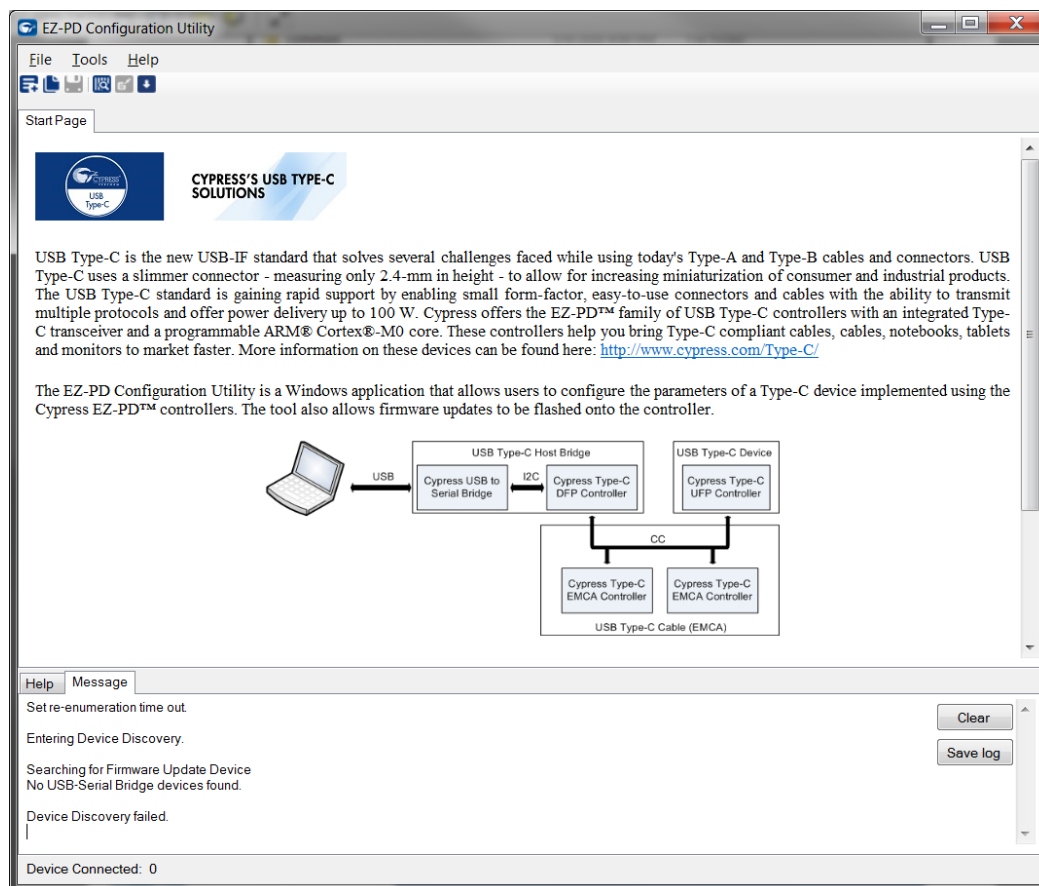 EZ-PD Configuration Utility
File Tools Help
Start Page
CYPRESS
USB
Type-C
CYPRESS'S USB TYPE-C
SOLUTIONS
USB Type-C is the new USB-IF standard that solves several challenges faced while using today's Type-A and Type-B cables and connectors. USB
Type-C uses a slimmer connector - measuring only 2.4-mm in height - to allow for increasing miniaturization of consumer and industrial products.
The USB Type-C standard is gaining rapid support by enabling small form-factor, easy-to-use connectors and cables with the ability to transmit
multiple protocols and offer power delivery up to 100 W. Cypress offers the EZ-PD™ family of USB Type-C controllers with an integrated Type-
C transceiver and a programmable ARM® Cortex®-M0 core. These controllers help you bring Type-C compliant cables, cables, notebooks, tablets
and monitors to market faster. More information on these devices can be found here: http://www.cypress.com/Type-C/
The EZ-PD Configuration Utility is a Windows application that allows users to configure the parameters of a Type-C device implemented using the
Cypress EZ-PD™ controllers. The tool also allows firmware updates to be flashed onto the controller.
USB
USB Type-C Host Bridge
Cypress USB to
Serial Bridge
I2C
Cypress Type-C
DFP Controller
USB Type-C Device
Cypress Type-C
UFP Controller
CC
Cypress Type-C
EMCA Controller
Cypress Type-C
EMCA Controller
USB Type-C Cable (EMCA)
Help Message
Set re-enumeration time out.
Entering Device Discovery.
Searching for Firmware Update Device
No USB-Serial Bridge devices found.
Device Discovery failed.
Clear
Save log
Device Connected: 0